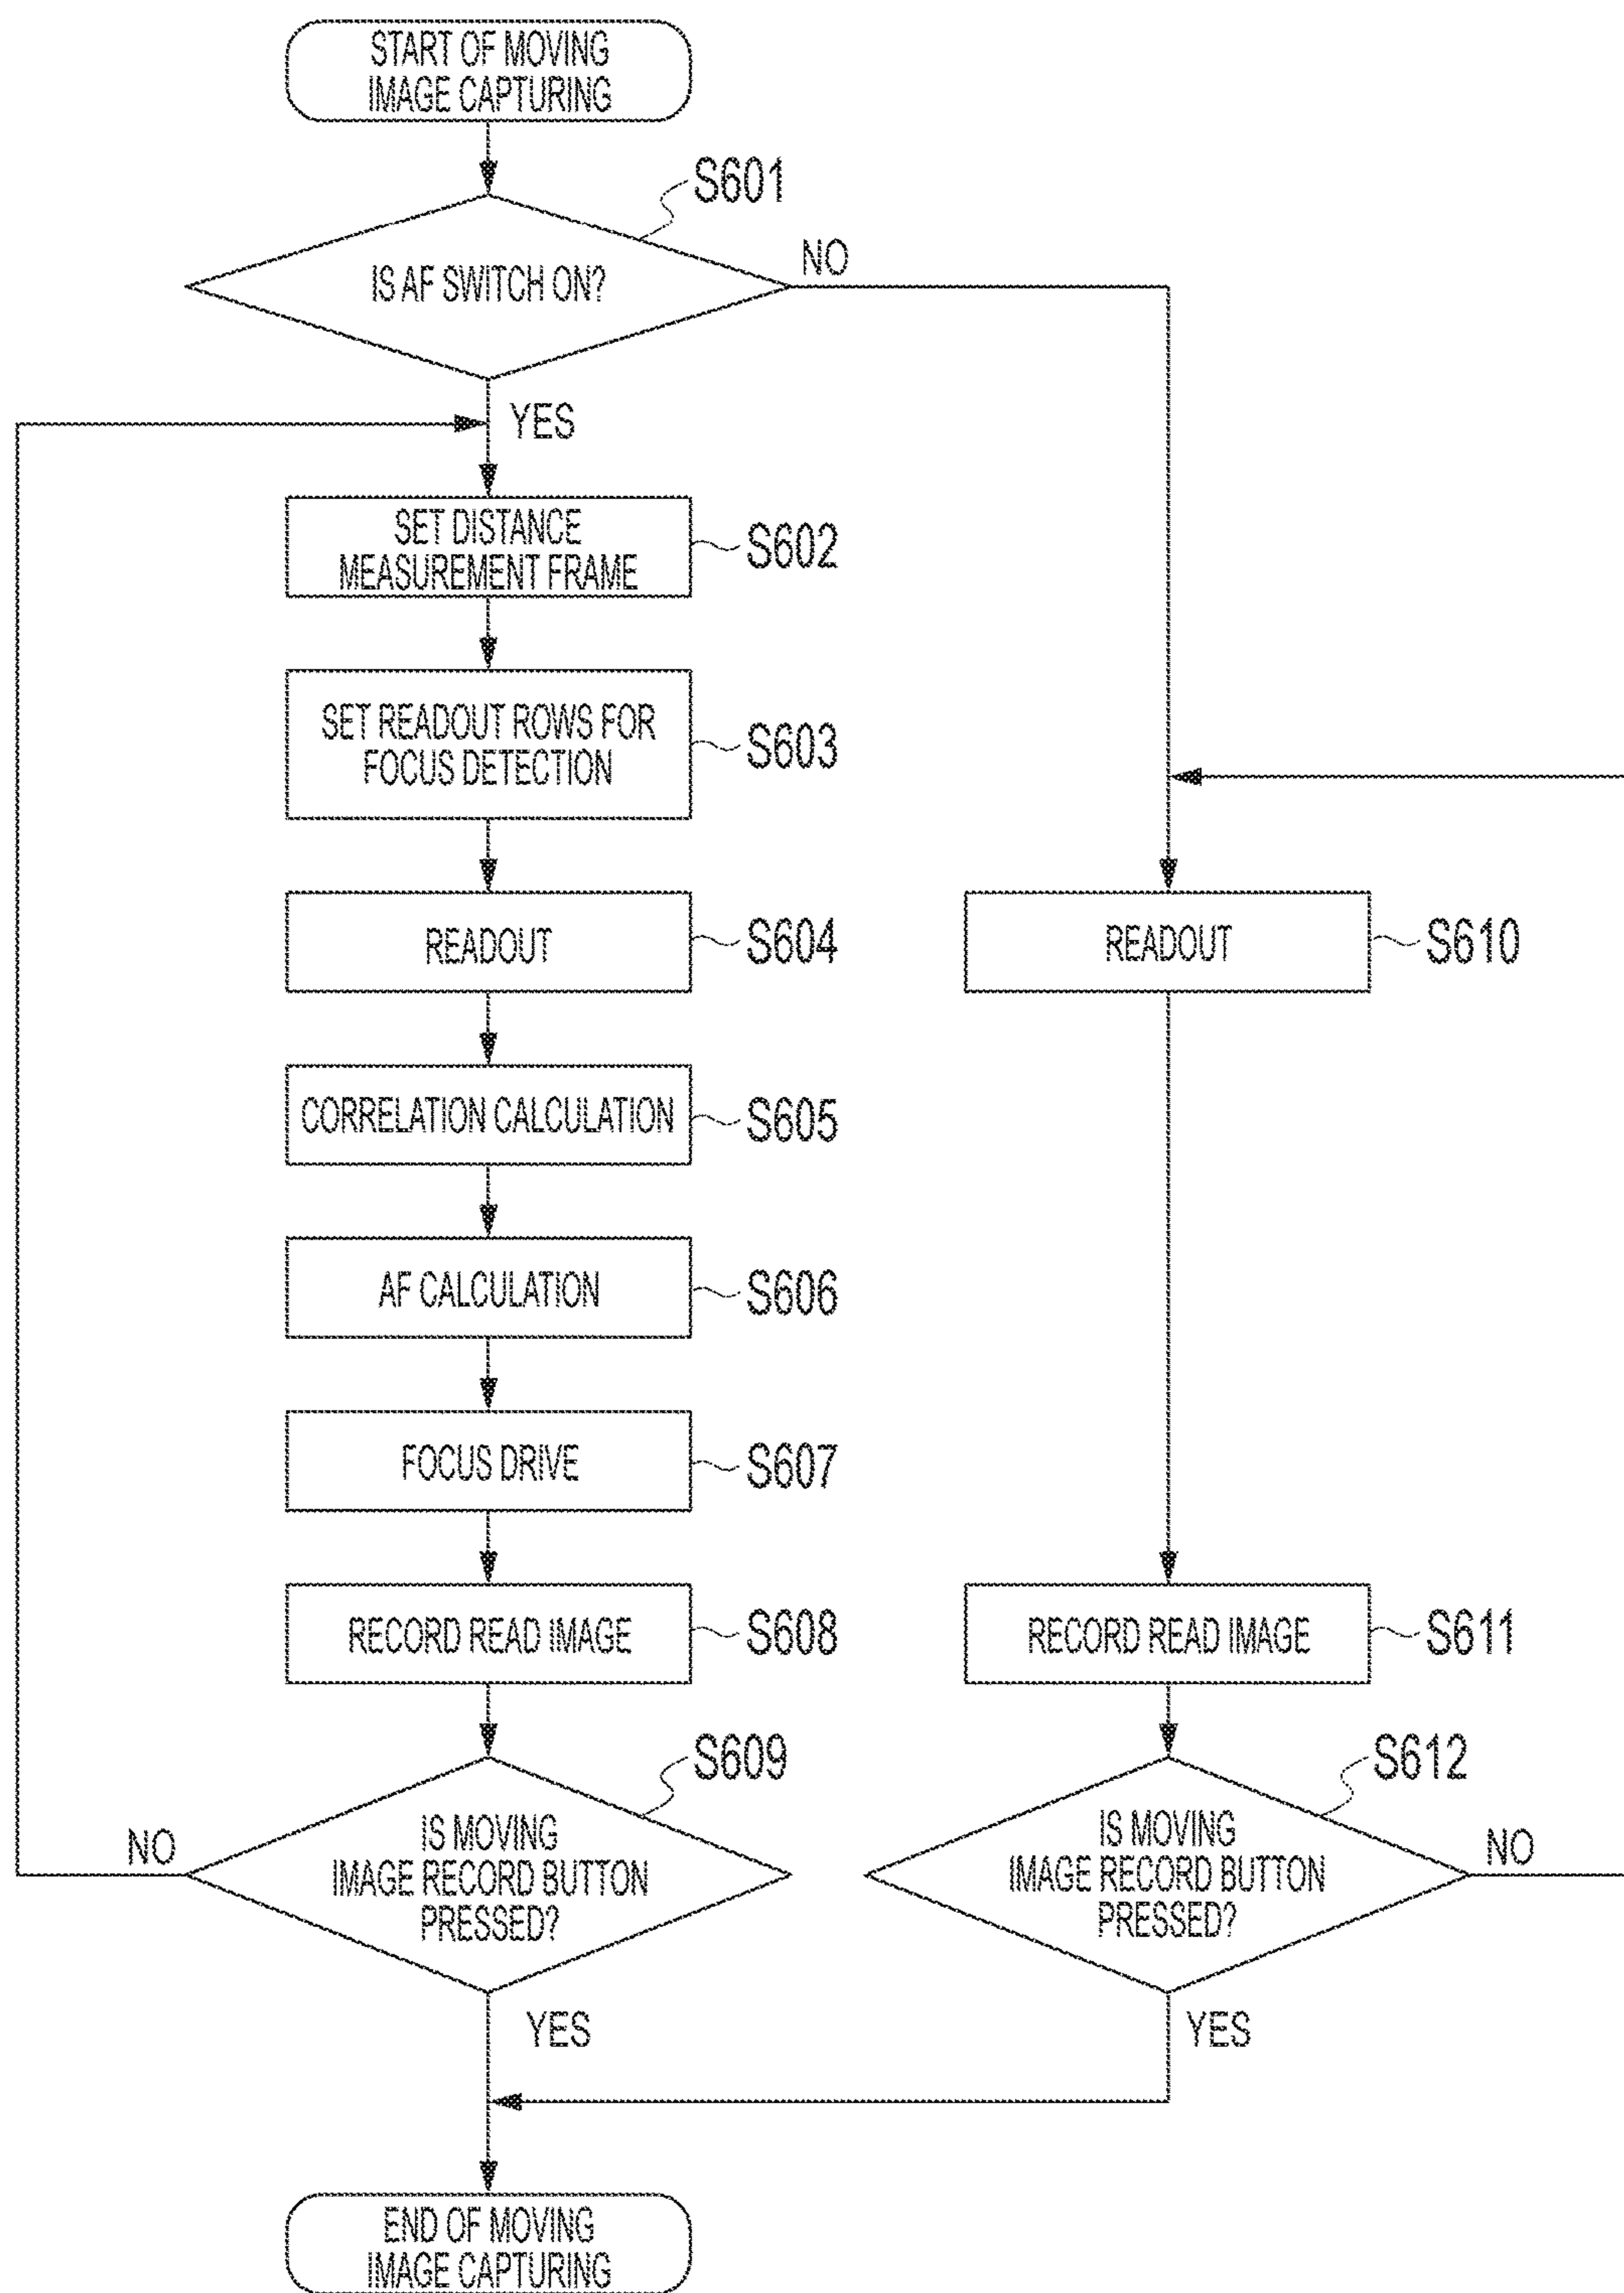 START OF MOVING
IMAGE CAPTURING
S601
IS AF SWITCH ON?
NO
YES
SET DISTANCE
MEASUREMENT FRAME
S602
SET READOUT ROWS FOR
FOCUS DETECTION
S603
READOUT
S604
READOUT
S610
CORRELATION CALCULATION
S605
AF CALCULATION
S606
FOCUS DRIVE
S607
RECORD READ IMAGE
S608
RECORD READ IMAGE
S611
S609
IS MOVING
IMAGE RECORD BUTTON
PRESSED?
NO
YES
S612
IS MOVING
IMAGE RECORD BUTTON
PRESSED?
NO
YES
END OF MOVING
IMAGE CAPTURING